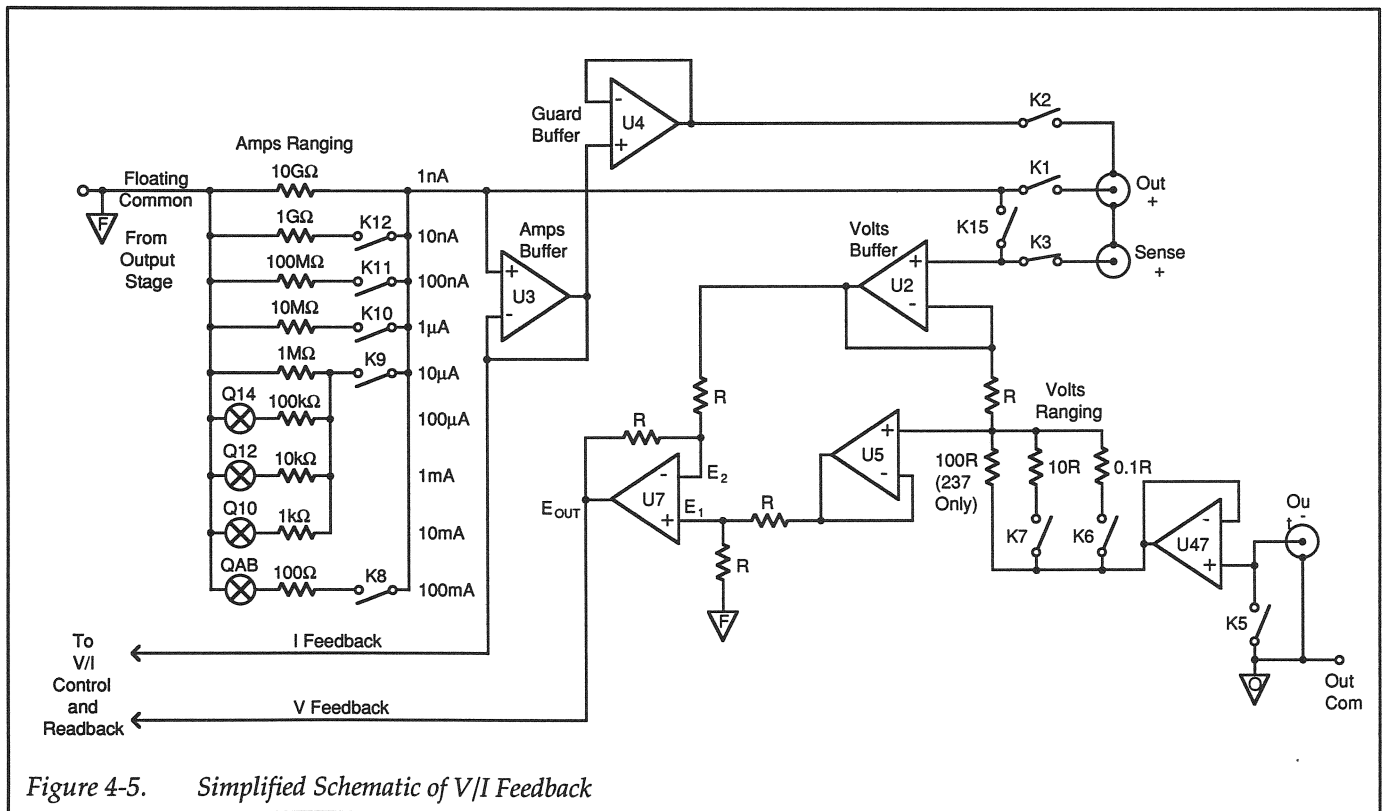 Guard
Buffer
U4
-
+
K2
Amps Ranging
10GΩ
1nA
Floating
Common
F
From
Output
Stage
1GΩ
K12
10nA
100MΩ
K11
100nA
10MΩ
K10
1µA
1MΩ
K9
10µA
Q14
100kΩ
100µA
Q12
10kΩ
1mA
Q10
1kΩ
10mA
QAB
100Ω
K8
100mA
Amps
Buffer
+
U3
-
K1
Out
+
K15
K3
Sense
+
Volts
Buffer
+
U2
-
R
R
Volts
Ranging
R
+
U5
-
100R
(237
Only)
10R
0.1R
K7
K6
-
U7
+
E2
E1
EOUT
R
R
F
-
U47
+
Ou
t
-
K5
O
Out
Com
To
V/I
Control
and
Readback
I Feedback
V Feedback
Figure 4-5. Simplified Schematic of V/I Feedback